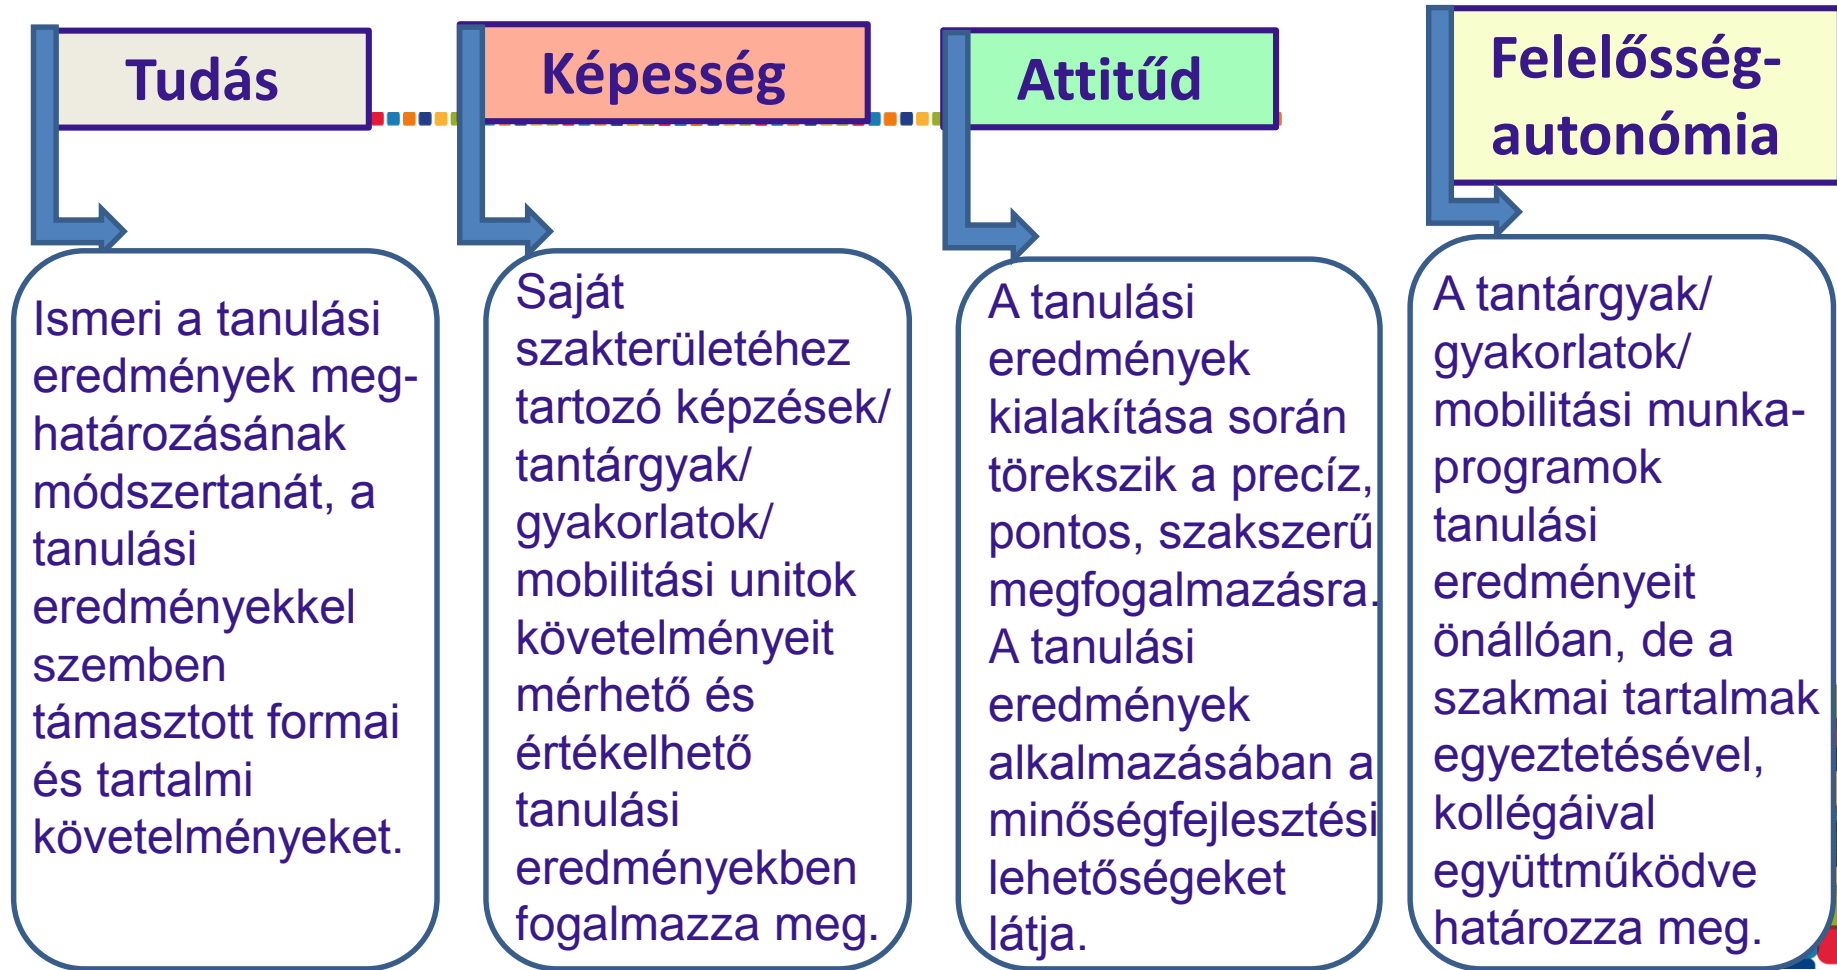 Tudás
Ismeri a tanulási
eredmények meg-
határozásának
módszertanát, a
tanulási
eredményekkel
szemben
támasztott formai
és tartalmi
követelményeket.
Képesség
Saját
szakterületéhez
tartozó képzések/
tantárgyak/
gyakorlatok/
mobilitási unitok
követelményeit
mérhető és
értékelhető
tanulási
eredményekben
fogalmazza meg.
Attitűd
A tanulási
eredmények
kialakítása során
törekszik a precíz,
pontos, szakszerű
megfogalmazásra.
A tanulási
eredmények
alkalmazásában a
minőségfejlesztési
lehetőségeket
látja.
Felelősség-
autonómia
A tantárgyak/
gyakorlatok/
mobilitási munka-
programok
tanulási
eredményeit
önállóan, de a
szakmai tartalmak
egyeztetésével,
kollégáival
együttműködve
határozza meg.